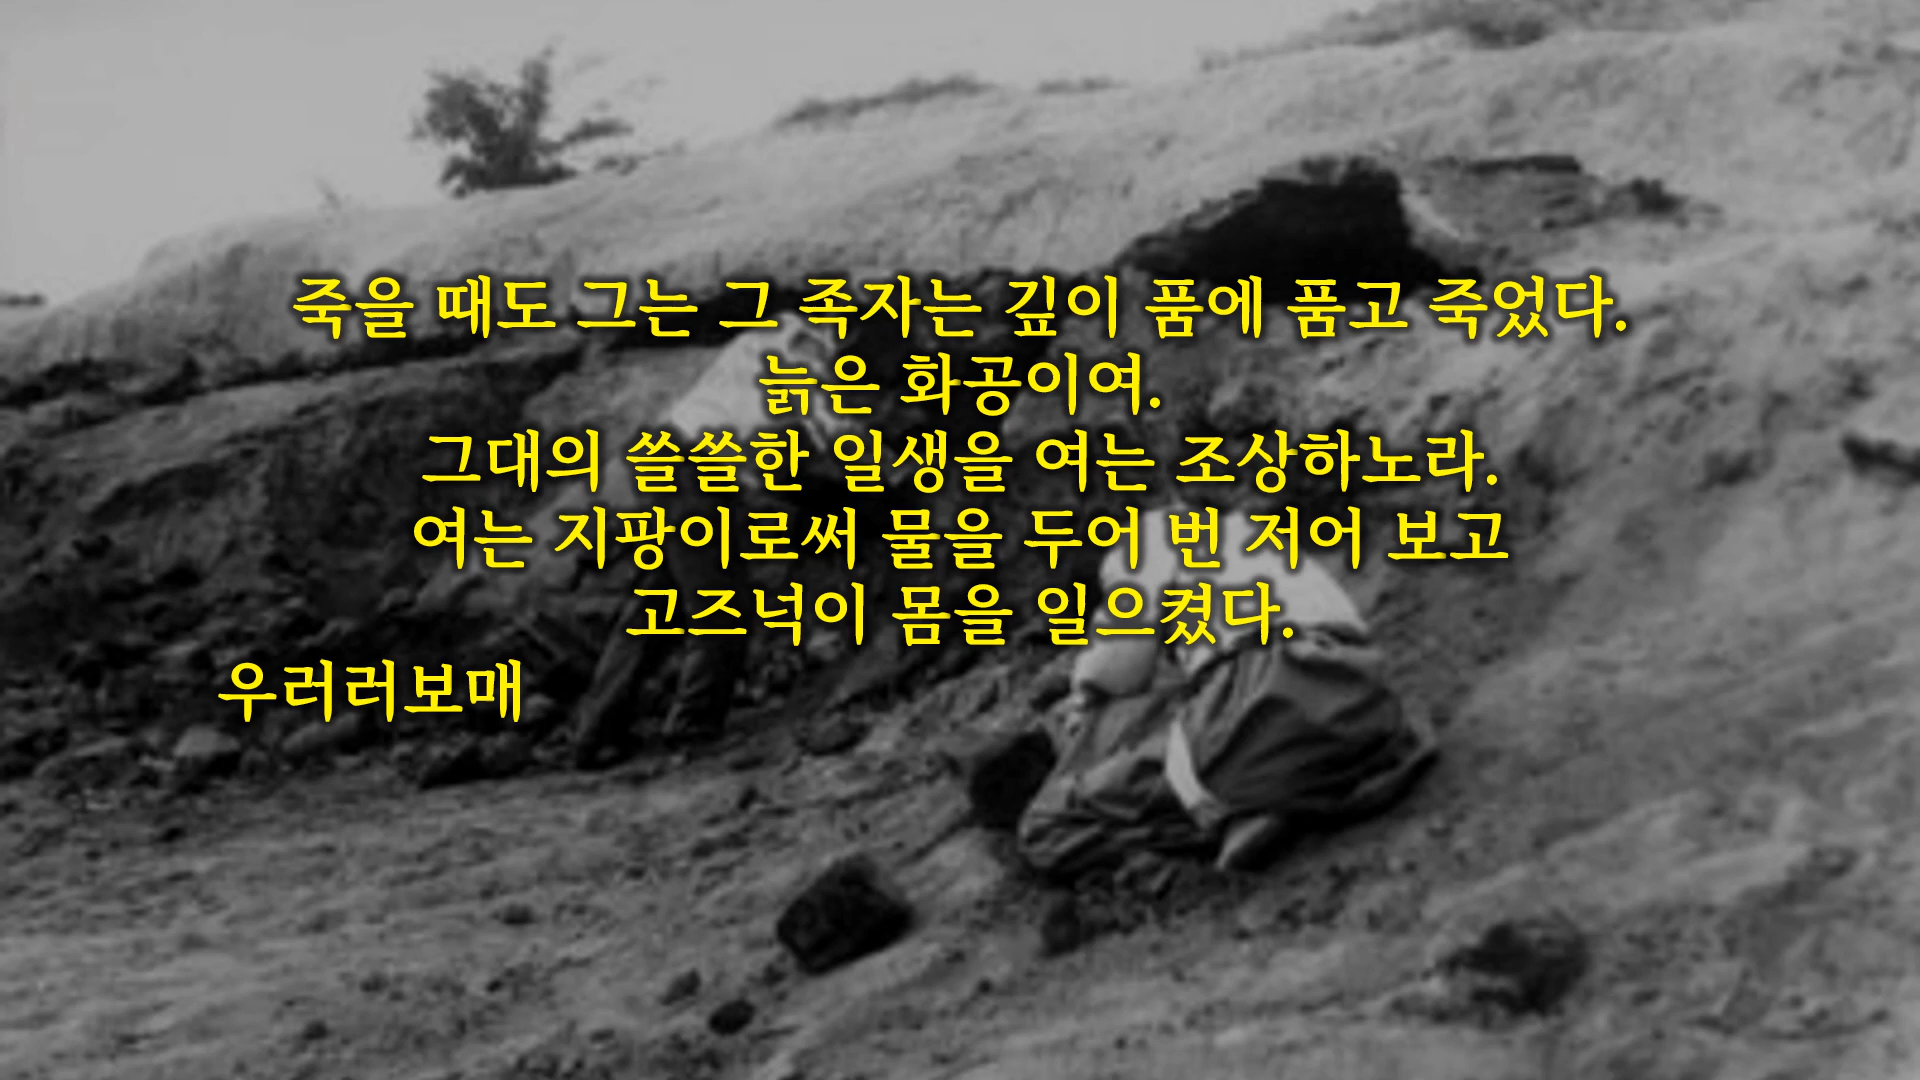 죽을 때도 그는 그 족자는 깊이 품에 품고 죽었다.
늙은 화공이여.
그대의 쓸쓸한 일생을 여는 조상하노라.
여는 지팡이로써 물을 두어 번 저어 보고
고즈넉이 몸을 일으켰다.
우러러보매